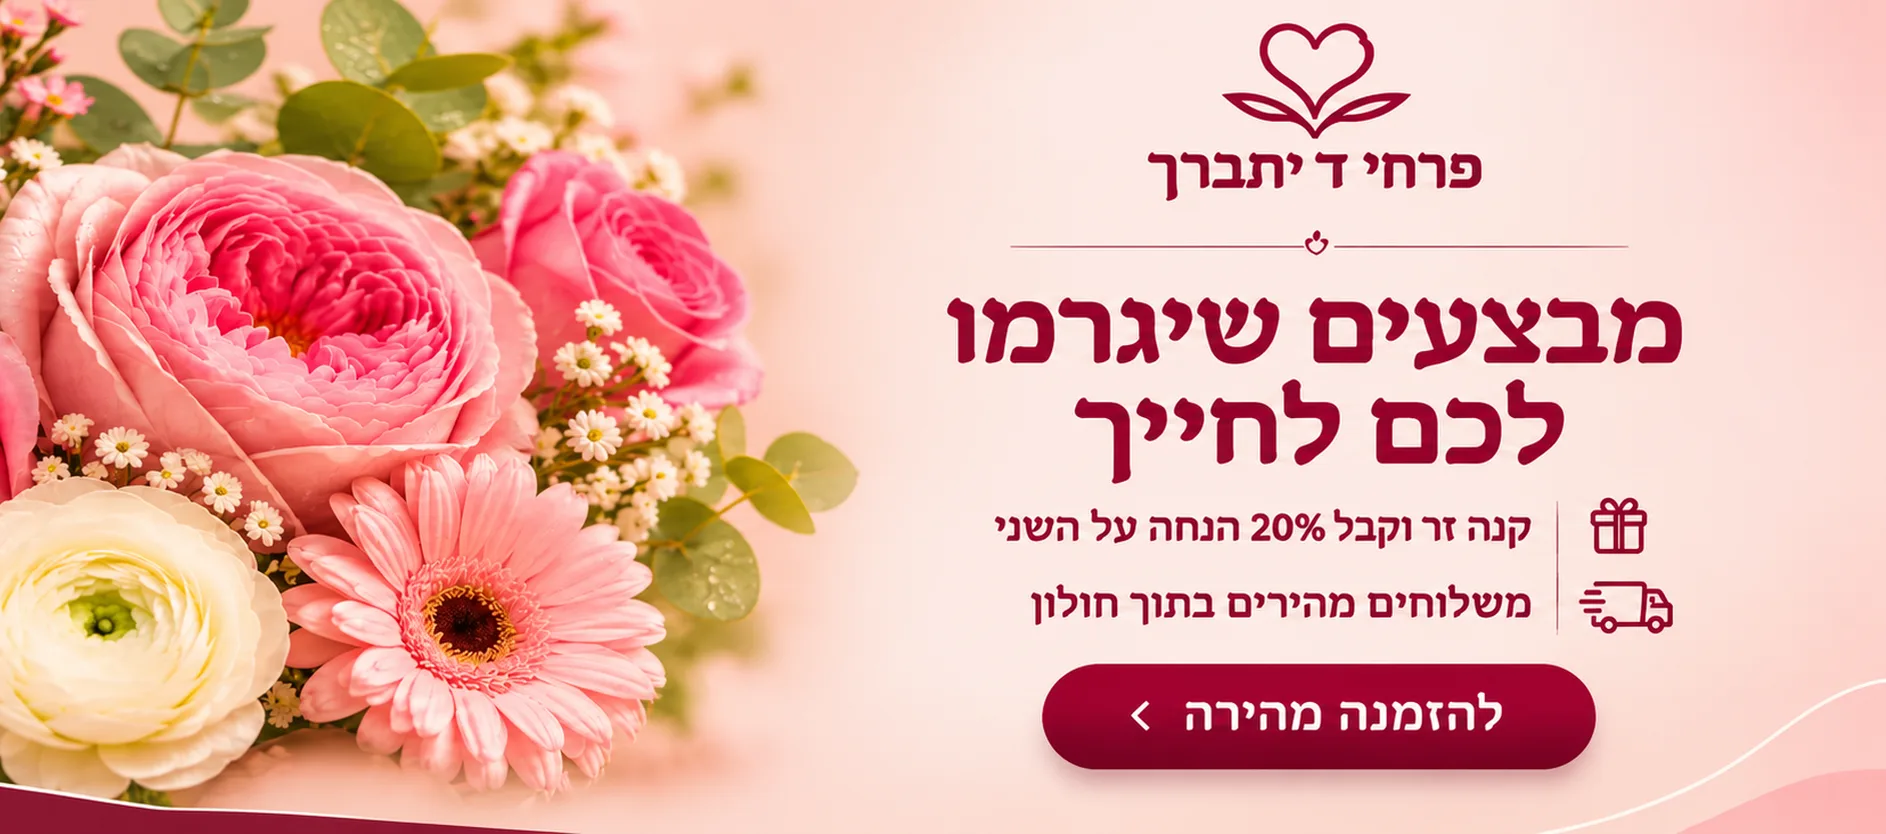 פרחי ד יתברך
מבצעים שיגרמו
לכם לחייך
קנה זר וקבל 20% הנחה על השני
משלוחים מהירים בתוך חולון
להזמנה מהירה